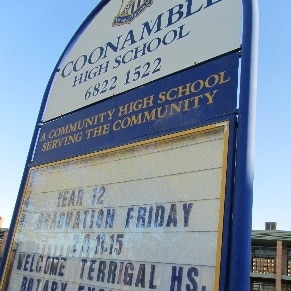 COONAMBLE
HIGH SCHOOL
6822 1522
A COMMUNITY HIGH SCHOOL
SERVING THE COMMUNITY
YEAR 12
GRADUATION FRIDAY
WELCOME TERRIGAL HS.
ROTARY